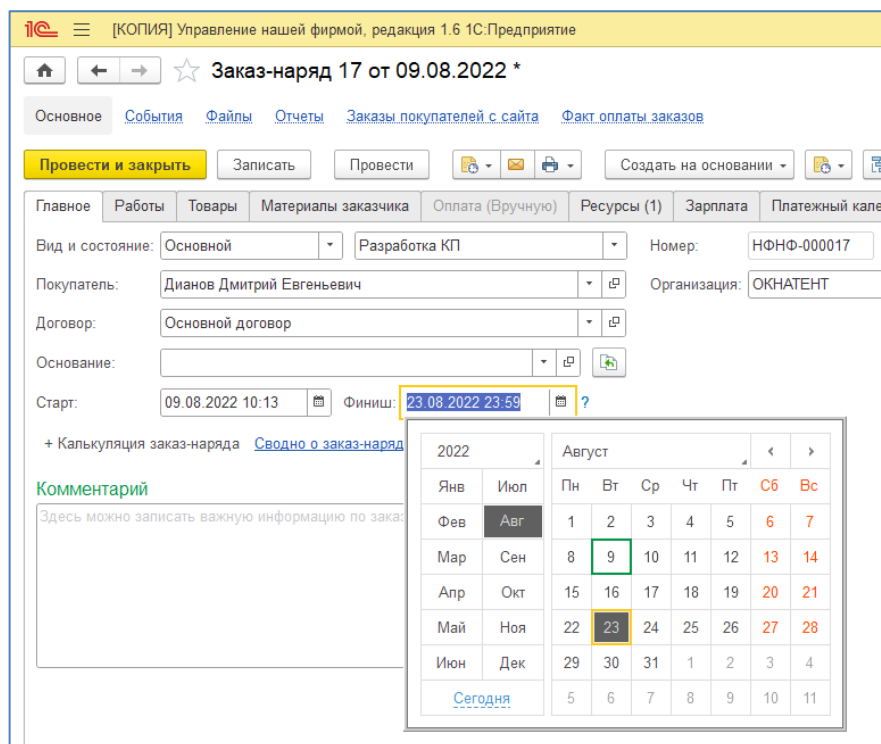 1С [КОПИЯ] Управление нашей фирмой, редакция 1.6 1С:Предприятие
Заказ-наряд 17 от 09.08.2022 *
Основное События Файлы Отчеты Заказы покупателей с сайта Факт оплаты заказов
Провести и закрыть Записать Провести Создать на основании
Главное Работы Товары Материалы заказчика Оплата (Вручную) Ресурсы (1) Зарплата Платежный кале
Вид и состояние: Основной Разработка КП Номер: НФНФ-000017
Покупатель: Дианов Дмитрий Евгеньевич Организация: ОКНАТЕНТ
Договор: Основной договор
Основание:
Старт: 09.08.2022 10:13 Финиш: 23.08.2022 23:59 ?
+ Калькуляция заказ-наряда Сводно о заказ-наряд
2022 Август < >
Комментарий
Янв Июл Пн Вт Ср Чт Пт Сб Вс
Здесь можно записать важную информацию по зака
Фев Авг 1 2 3 4 5 6 7
Мар Сен 8 9 10 11 12 13 14
Апр Окт 15 16 17 18 19 20 21
Май Ноя 22 23 24 25 26 27 28
Июн Дек 29 30 31 1 2 3 4
Сегодня 5 6 7 8 9 10 11